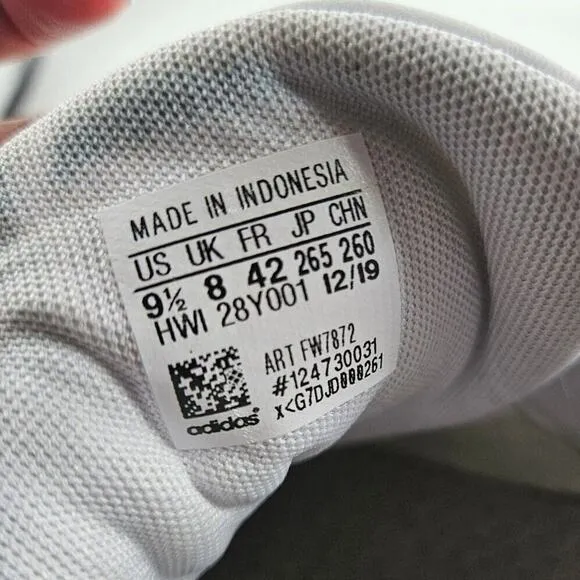 MADE IN INDONESIA
US UK FR JP CHN
9½ 8 42 265 260
HWI 28Y001 12/19
ART FW7872
#124730031
X<G7DJD000261
adidas